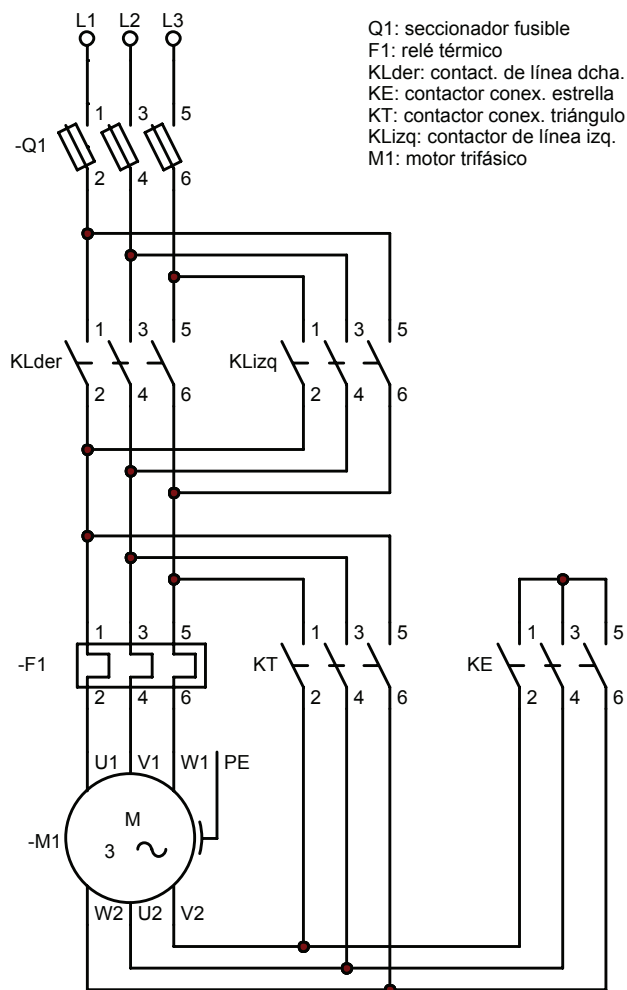 L1 L2 L3
Q1: seccionador fusible
F1: relé térmico
KLder: contact. de línea dcha.
KE: contactor conex. estrella
KT: contactor conex. triángulo
KLizq: contactor de línea izq.
M1: motor trifásico
1 3 5
-Q1
2 4 6
1 3 5 1 3 5
KLder KLizq
2 4 6 2 4 6
1 3 5 1 3 5 1 3 5
-F1 KT KE
2 4 6 2 4 6 2 4 6
U1 V1 W1 PE
M
-M1 3
W2 U2 V2